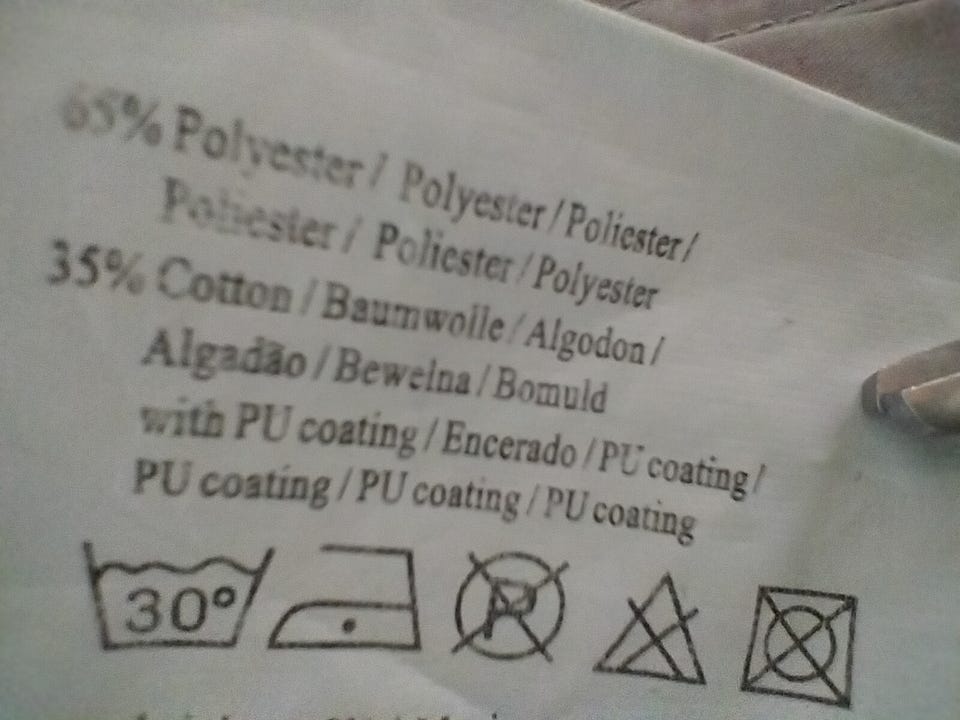 65% Polyester / Polyester / Poliester /
Poliester / Poliester / Polyester
35% Cotton / Baumwolle / Algodon /
Algadão / Bewelna / Bomuld
with PU coating / Encerado / PU coating /
PU coating / PU coating / PU coating
30° P